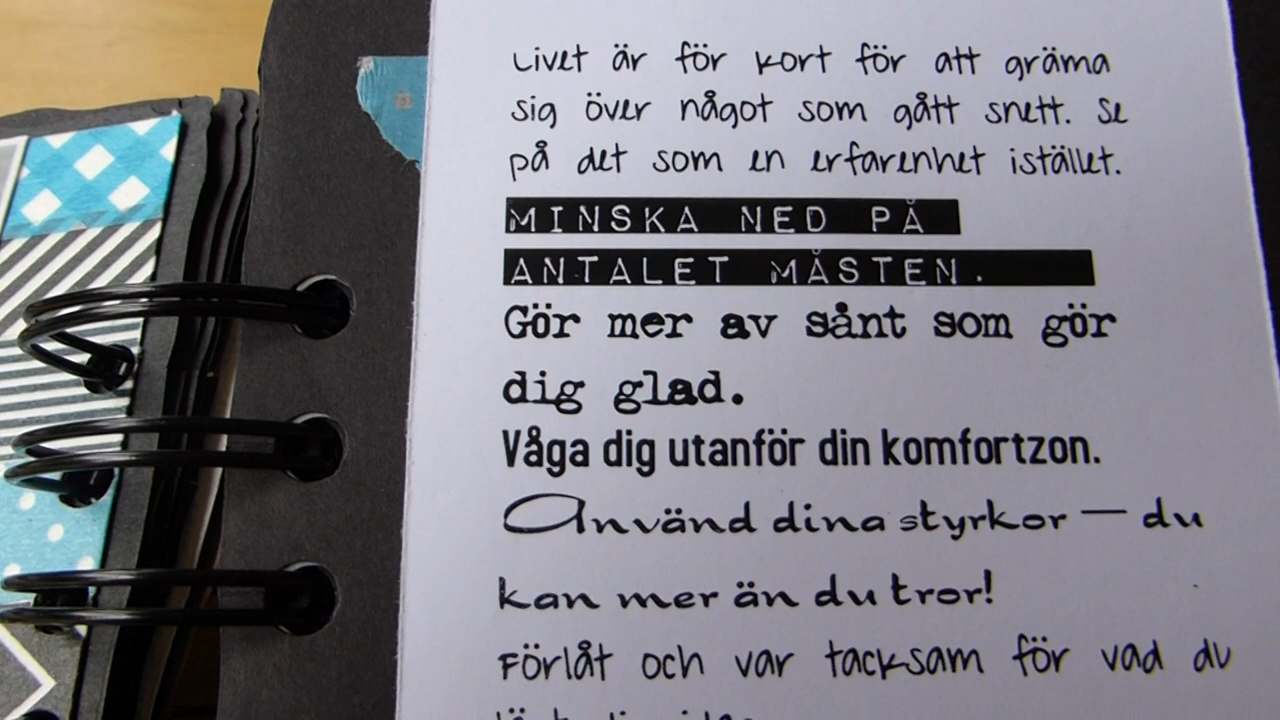 Livet är för kort för att gräma
sig över något som gått snett. Se
på det som en erfarenhet istället.
MINSKA NED PÅ
ANTALET MÅSTEN.
Gör mer av sånt som gör
dig glad.
Våga dig utanför din komfortzon.
Använd dina styrkor — du
kan mer än du tror!
Förlåt och var tacksam för vad du